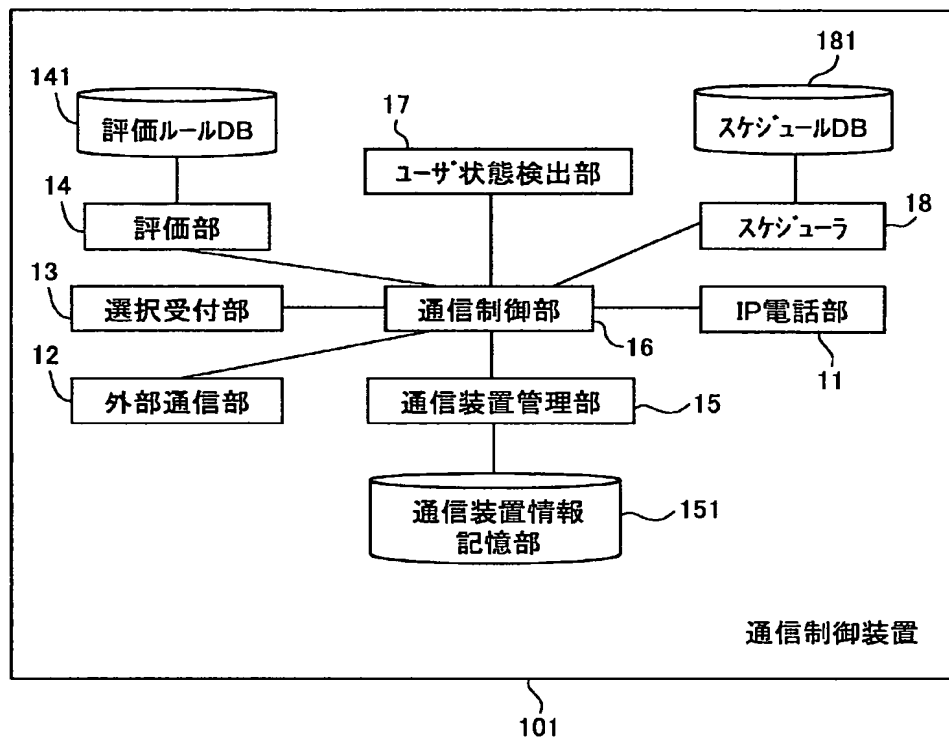 141
評価ルールDB
17
181
スケジュールDB
ユーザ状態検出部
14
評価部
スケジューラ
18
13
選択受付部
通信制御部
16
IP電話部
11
12
外部通信部
通信装置管理部
15
通信装置情報
記憶部
151
通信制御装置
101